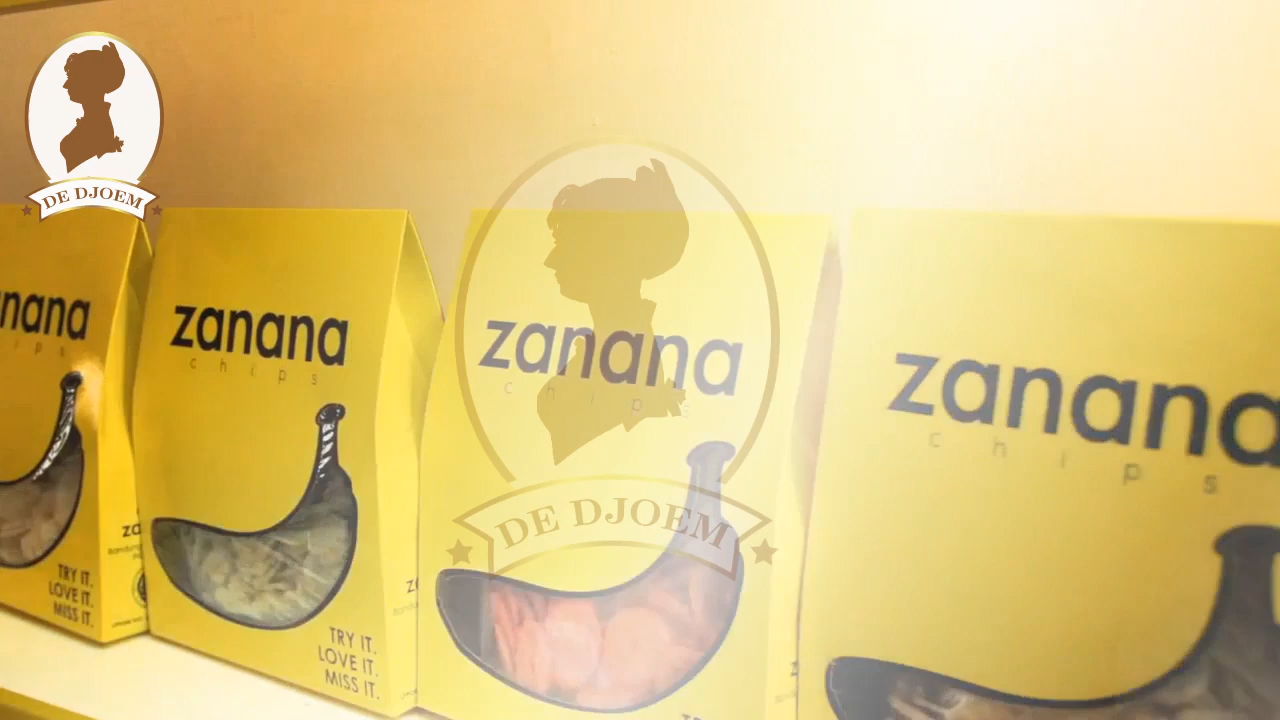 DE DJOEM
nana
zanana
chips
TRY IT.
LOVE IT.
MISS IT.
zanana
chips
TRY IT.
LOVE IT.
MISS IT.
zanana
chips
DE DJOEM
zanana
chips